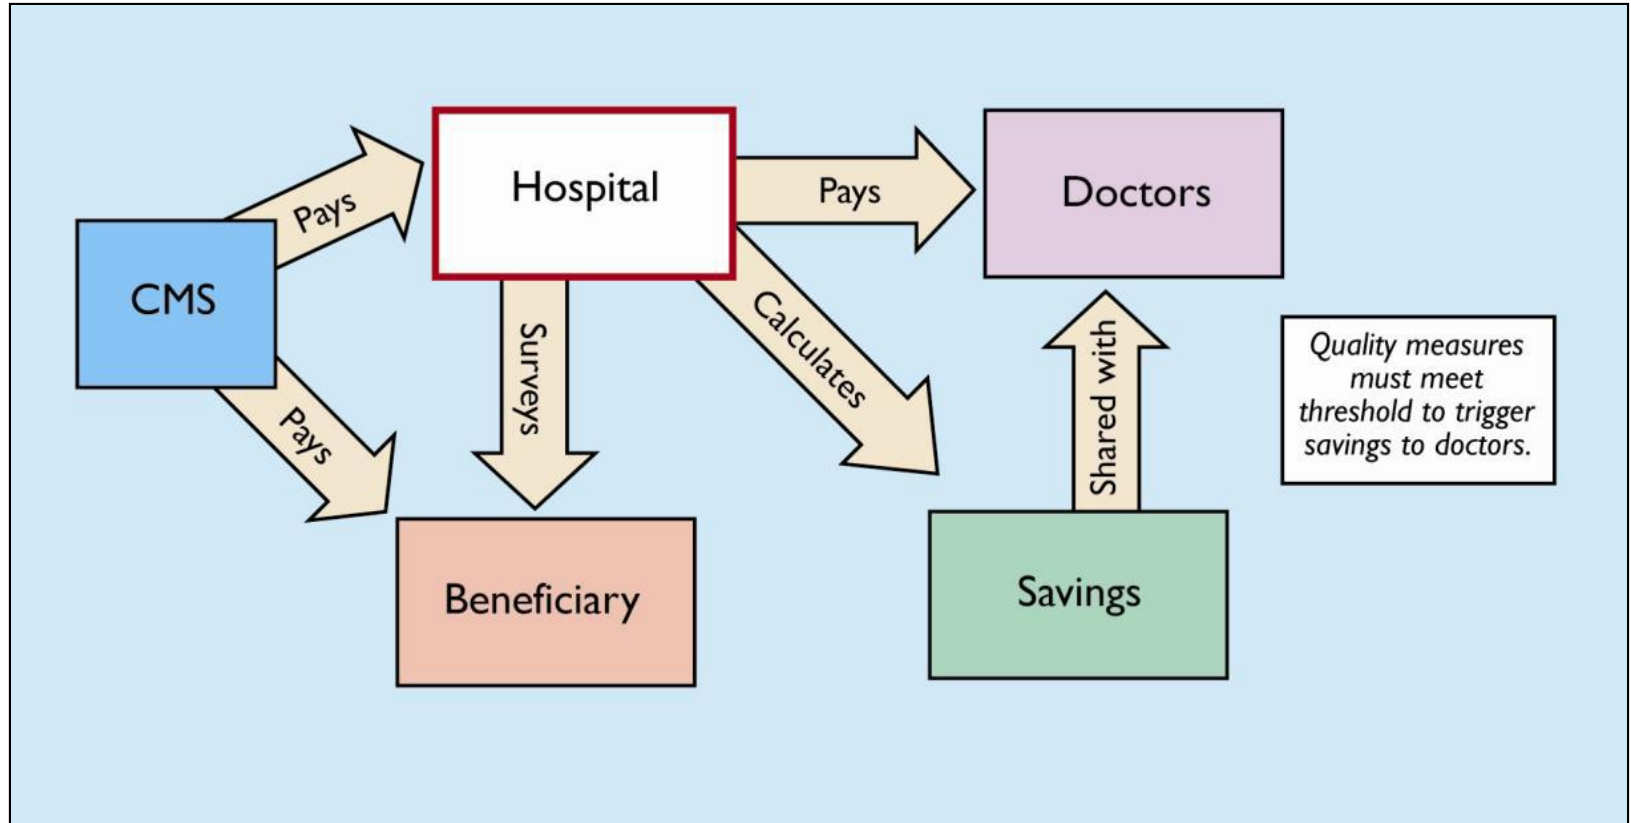 Hospital
Pays
Doctors
Pays
CMS
Surveys
Calculates
Shared with
Quality measures
must meet
threshold to trigger
savings to doctors.
Pays
Beneficiary
Savings